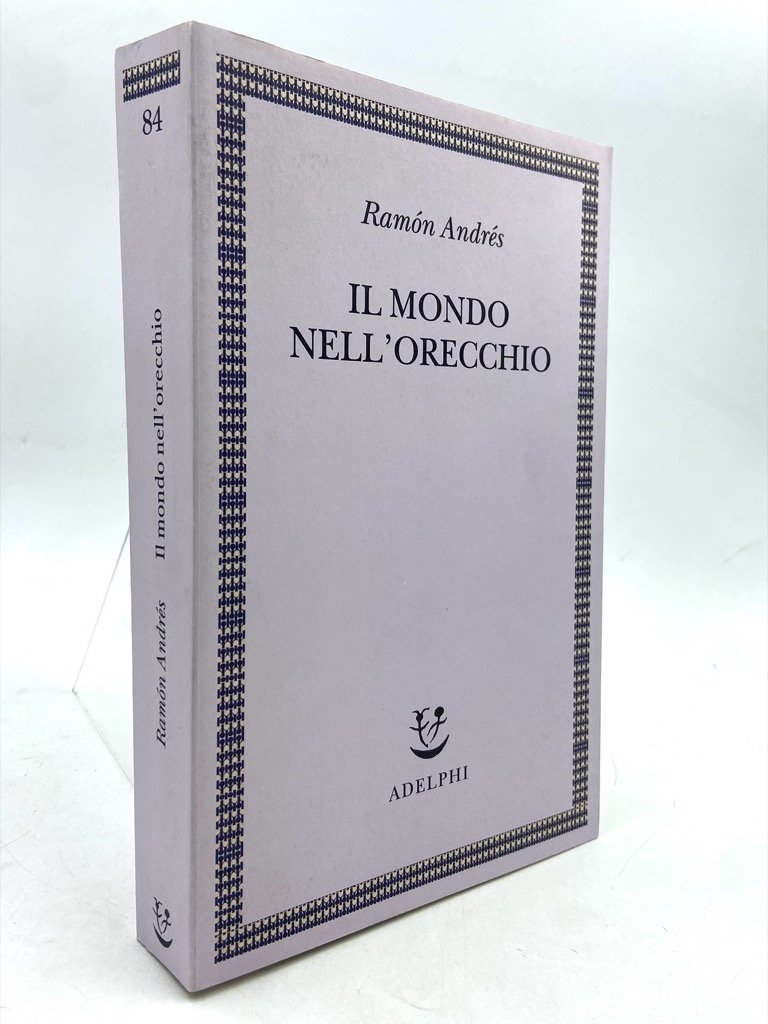 84
Ramón Andrés Il mondo nell'orecchio
Ramón Andrés
IL MONDO
NELL'ORECCHIO
ADELPHI